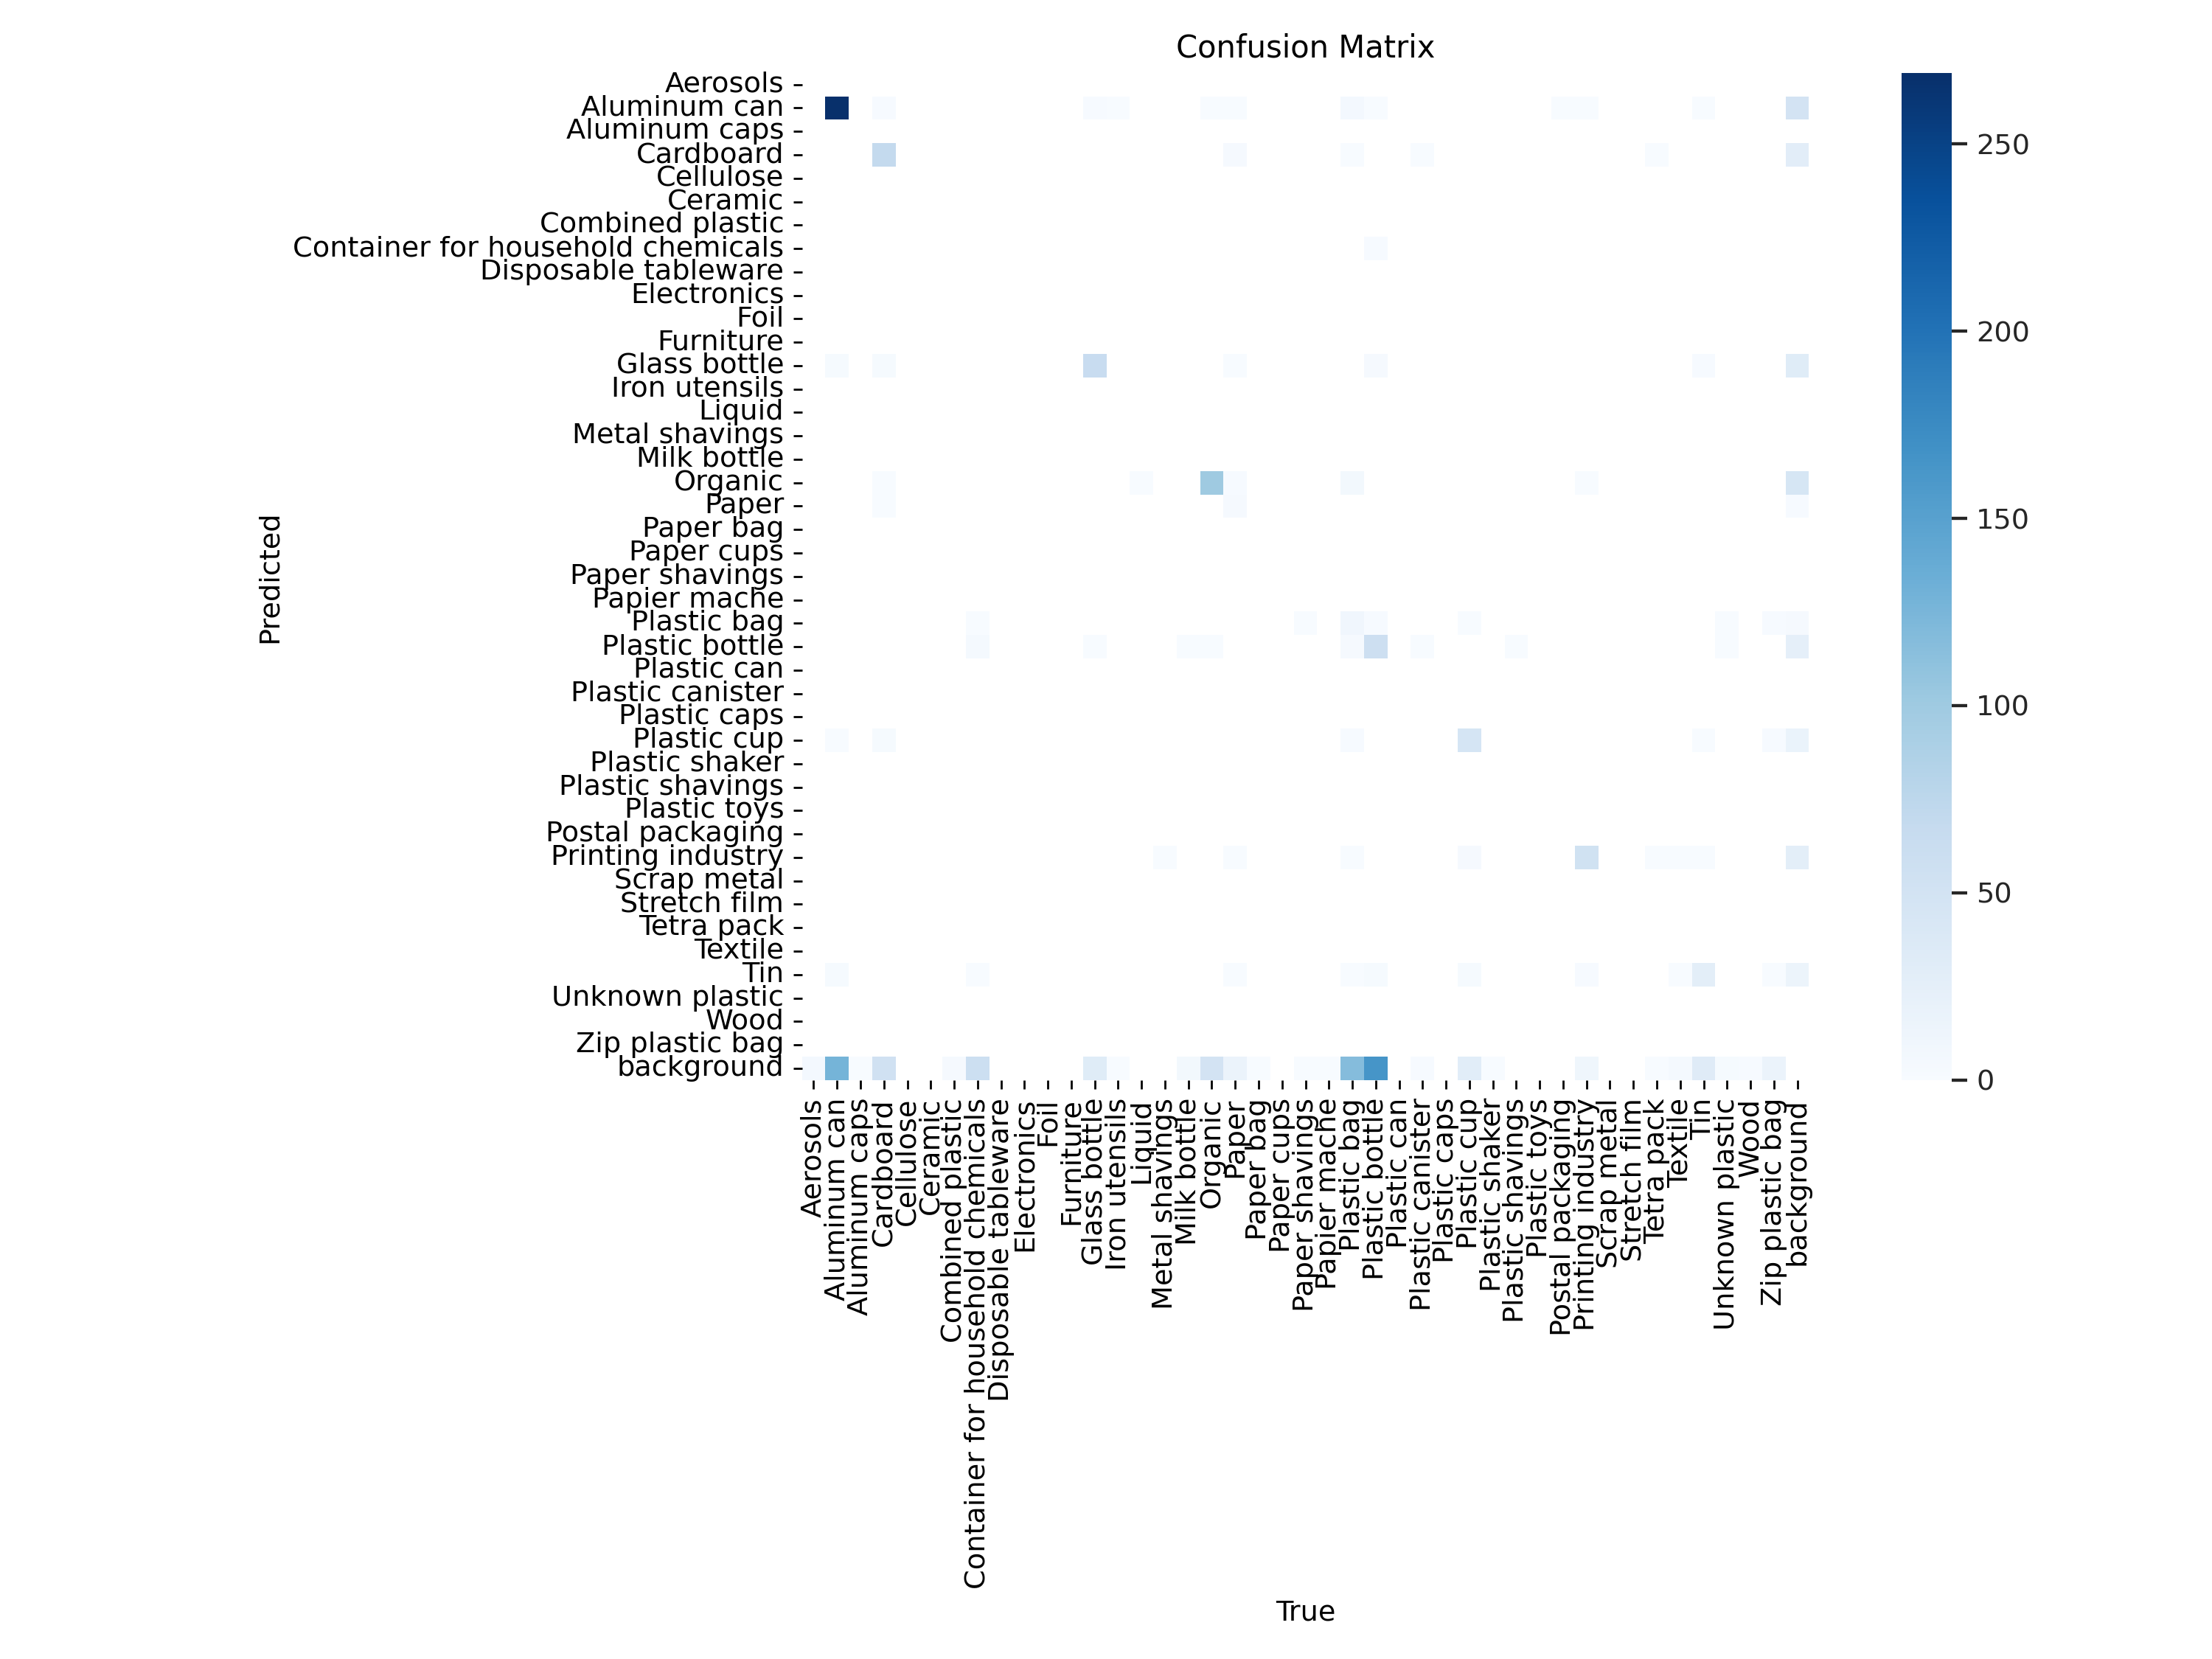 Confusion Matrix
Aerosols
Aluminum can
Aluminum caps
Cardboard
Cellulose
Ceramic
Combined plastic
Container for household chemicals
Disposable tableware
Electronics
Foil
Furniture
Glass bottle
Iron utensils
Liquid
Metal shavings
Milk bottle
Organic
Paper
Paper bag
Paper cups
Paper shavings
Papier mache
Plastic bag
Plastic bottle
Plastic can
Plastic canister
Plastic caps
Plastic cup
Plastic shaker
Plastic shavings
Plastic toys
Postal packaging
Printing industry
Scrap metal
Stretch film
Tetra pack
Textile
Tin
Unknown plastic
Wood
Zip plastic bag
background
Predicted
Aerosols
Aluminum can
Aluminum caps
Cardboard
Cellulose
Ceramic
Combined plastic
Container for household chemicals
Disposable tableware
Electronics
Foil
Furniture
Glass bottle
Iron utensils
Liquid
Metal shavings
Milk bottle
Organic
Paper
Paper bag
Paper cups
Paper shavings
Papier mache
Plastic bag
Plastic bottle
Plastic can
Plastic canister
Plastic caps
Plastic cup
Plastic shaker
Plastic shavings
Plastic toys
Postal packaging
Printing industry
Scrap metal
Stretch film
Tetra pack
Textile
Tin
Unknown plastic
Wood
Zip plastic bag
background
True
250
200
150
100
50
0